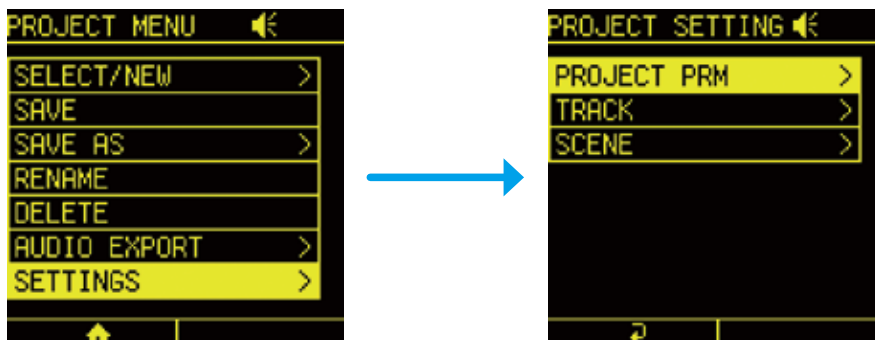 PROJECT MENU
SELECT/NEW >
SAVE
SAVE AS >
RENAME
DELETE
AUDIO EXPORT >
SETTINGS >
PROJECT SETTING
PROJECT PRM >
TRACK >
SCENE >